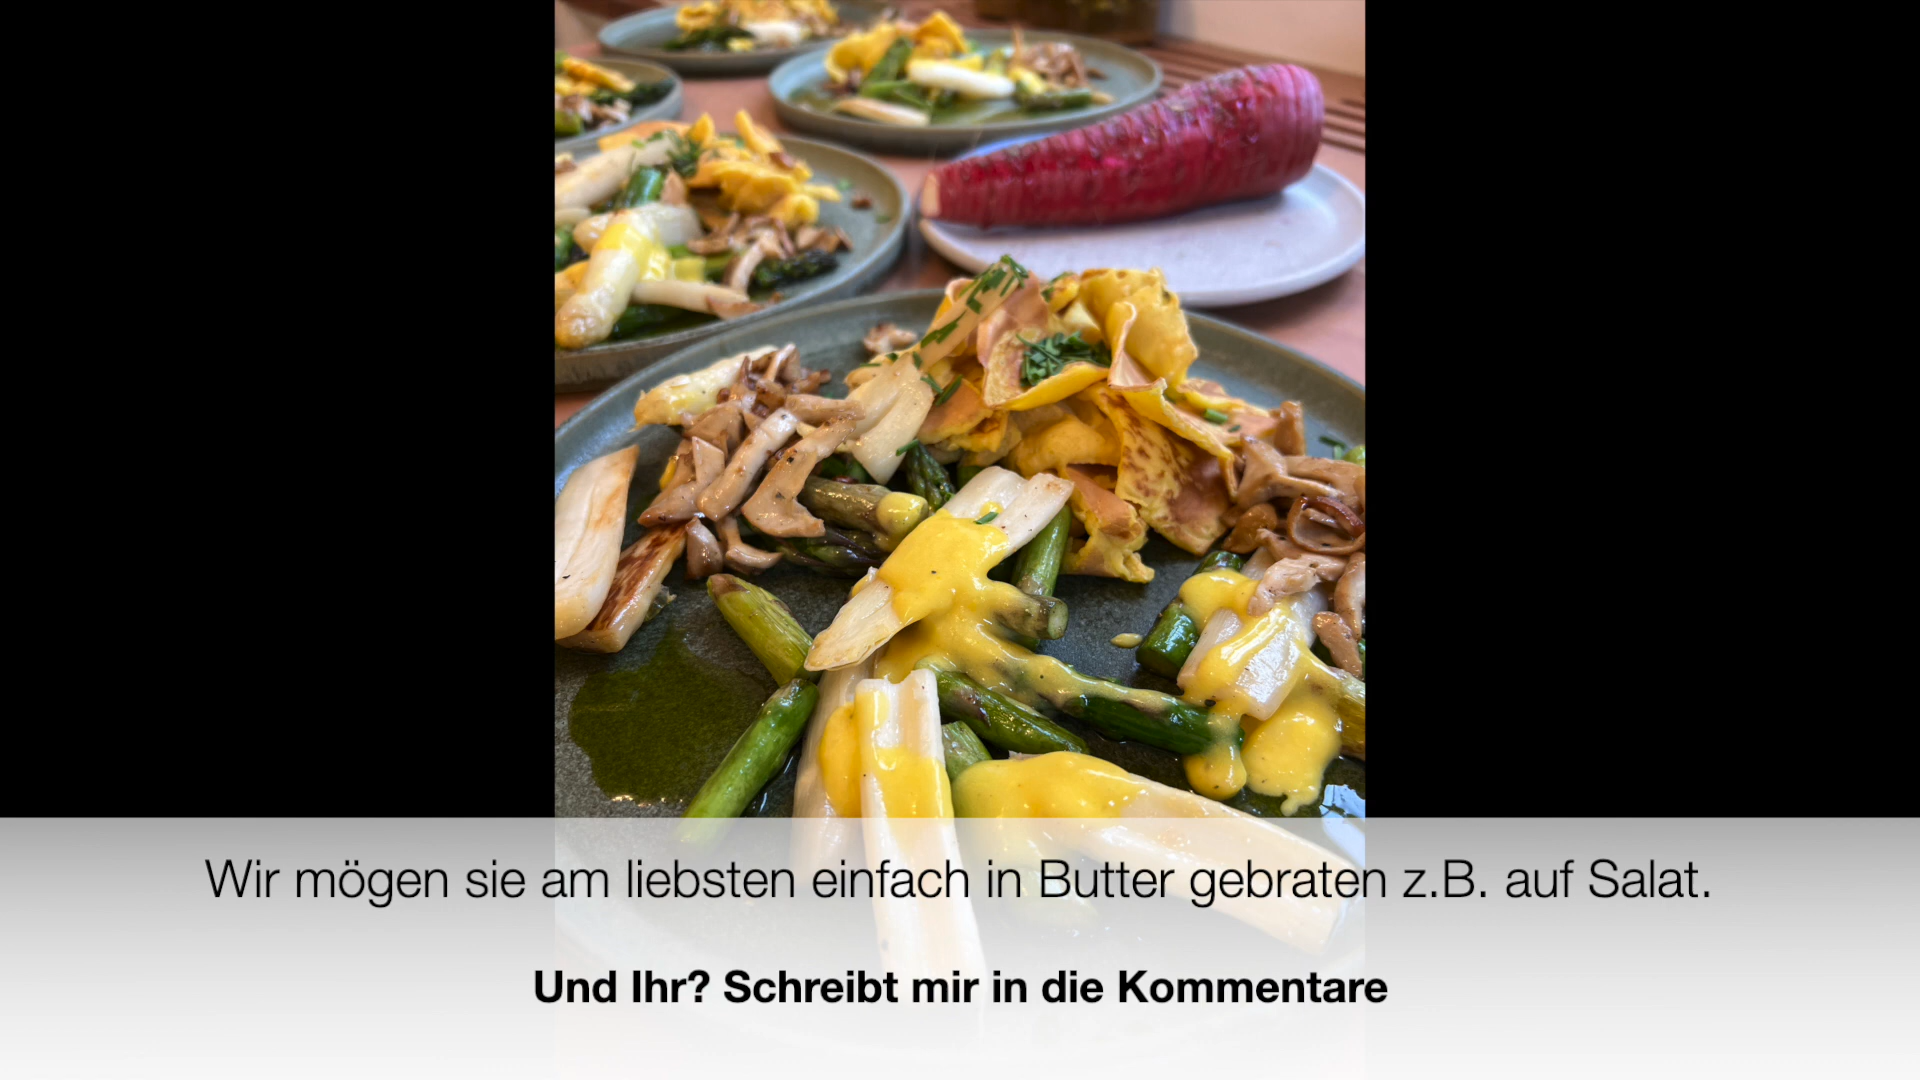 Wir mögen sie am liebsten einfach in Butter gebraten z.B. auf Salat.
Und Ihr? Schreibt mir in die Kommentare